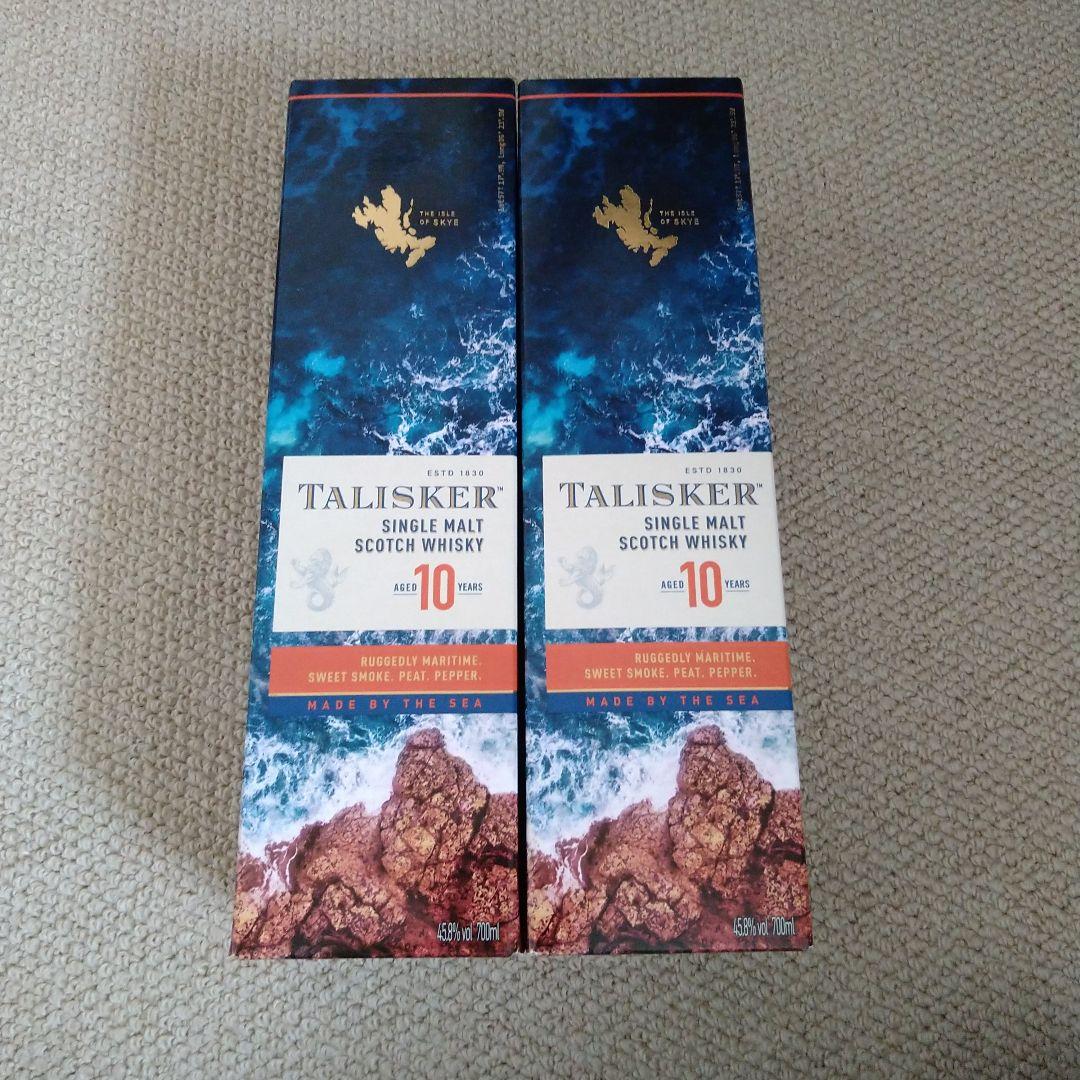 THE ISLE
OF SKYE
ESTD 1830
TALISKER™
SINGLE MALT
SCOTCH WHISKY
AGED 10 YEARS
RUGGEDLY MARITIME.
SWEET SMOKE. PEAT. PEPPER.
MADE BY THE SEA
45.8% vol 700ml
THE ISLE
OF SKYE
ESTD 1830
TALISKER™
SINGLE MALT
SCOTCH WHISKY
AGED 10 YEARS
RUGGEDLY MARITIME.
SWEET SMOKE. PEAT. PEPPER.
MADE BY THE SEA
45.8% vol 700ml